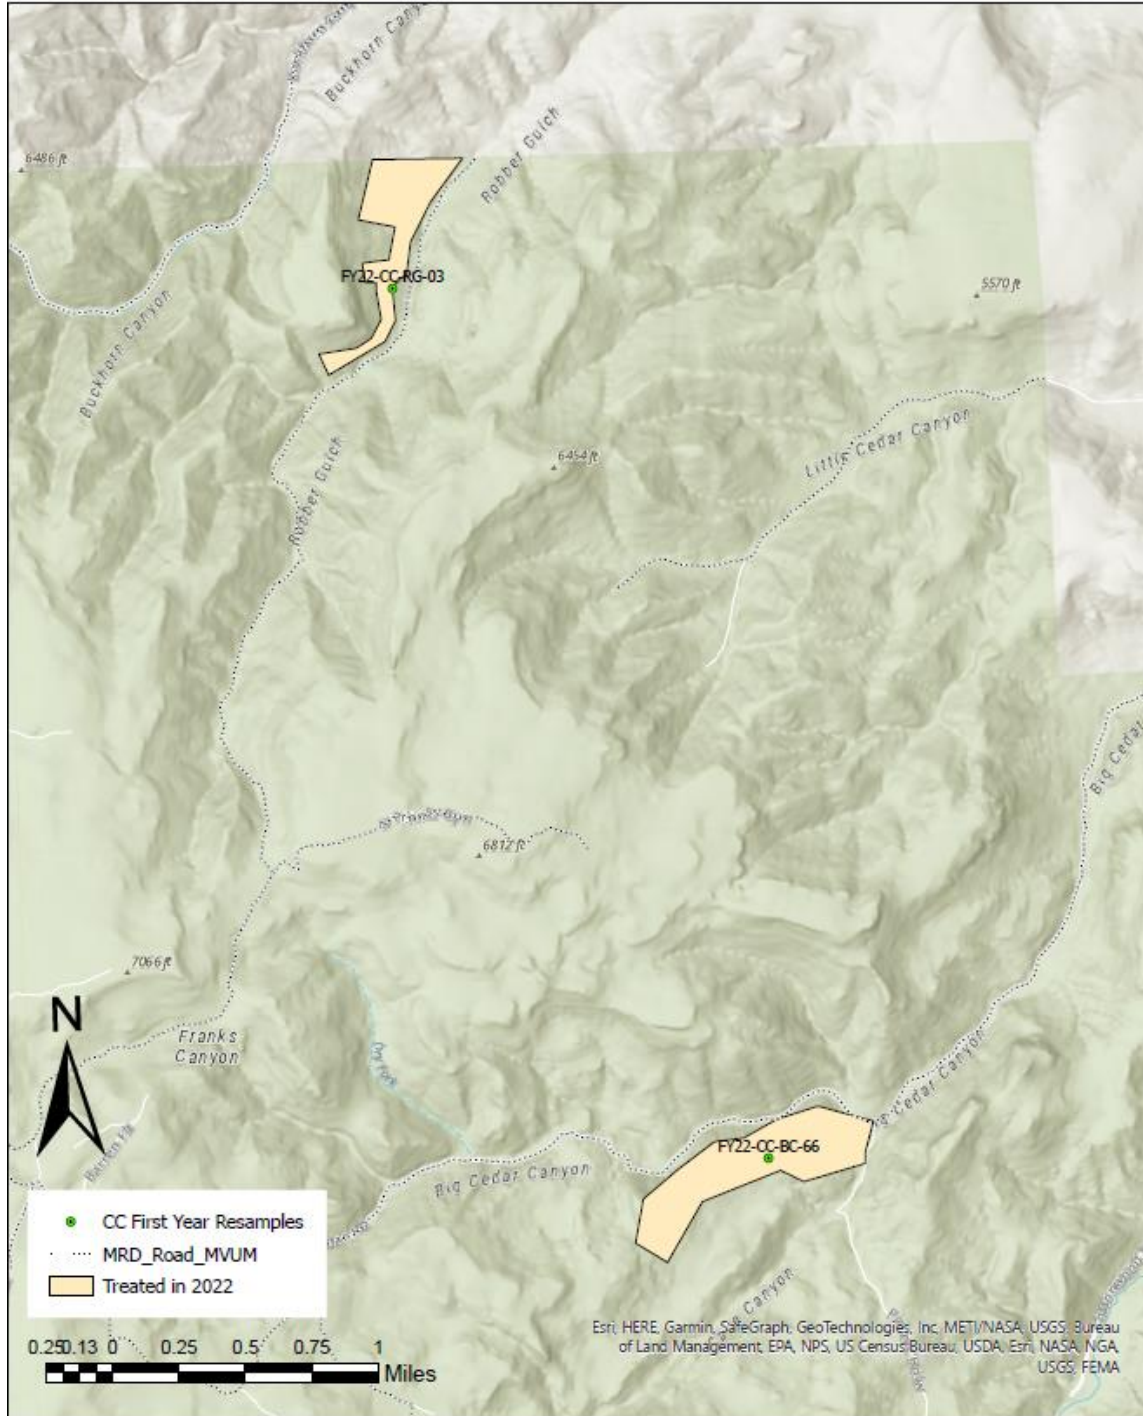 Buckhorn Canyon
Robber Gulch
6486 ft
FY22-CC-RG-03
5570 ft
Buckhorn Canyon
Little Cedar Canyon
6454 ft
Robber Gulch
Big Cedar
6812 ft
7066 ft
N
Franks
Canyon
Dry Fork
Big Cedar Canyon
FY22-CC-BC-66
Big Cedar Canyon
CC First Year Resamples
MRD_Road_MVUM
Treated in 2022
Canyon
0.25 0.13 0 0.25 0.5 0.75 1
Miles
Esri, HERE, Garmin, SafeGraph, GeoTechnologies, Inc, METI/NASA, USGS, Bureau
of Land Management, EPA, NPS, US Census Bureau, USDA, Esri, NASA, NGA,
USGS, FEMA